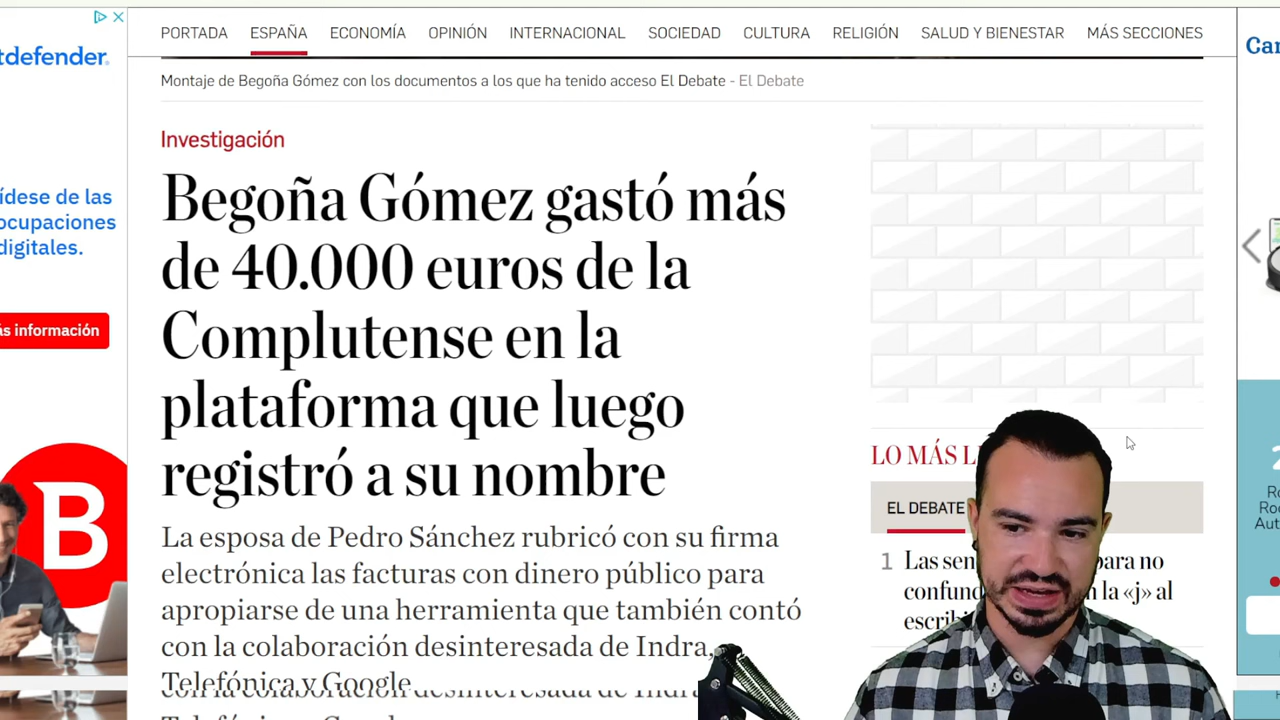 tdefender.
ídese de las
ocupaciones
digitales.
ás información
B
PORTADA ESPAÑA ECONOMÍA OPINIÓN INTERNACIONAL SOCIEDAD CULTURA RELIGIÓN SALUD Y BIENESTAR MÁS SECCIONES
Montaje de Begoña Gómez con los documentos a los que ha tenido acceso El Debate - El Debate
Investigación
Begoña Gómez gastó más
de 40.000 euros de la
Complutense en la
plataforma que luego
registró a su nombre
La esposa de Pedro Sánchez rubricó con su firma
electrónica las facturas con dinero público para
apropiarse de una herramienta que también contó
con la colaboración desinteresada de Indra,
Telefónica y Google
LO MÁS L
EL DEBATE
1 Las sen para no
confund n la «j» al
escrib
Ca